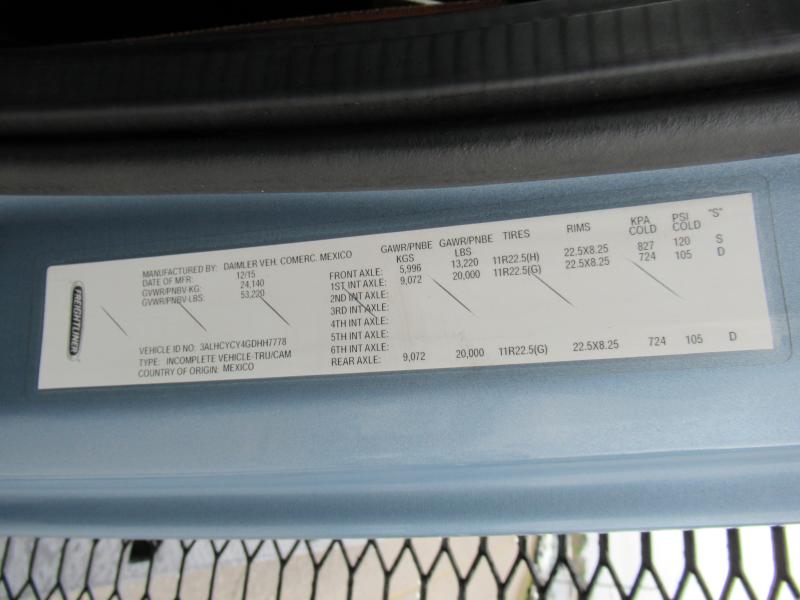 FREIGHTLINER
MANUFACTURED BY: DAIMLER VEH. COMERC. MEXICO
DATE OF MFR: 12/15
GVWR/PNBV-KG: 24,140
GVWR/PNBV-LBS: 53,220
VEHICLE ID NO: 3ALHCYCY4GDHH7778
TYPE: INCOMPLETE VEHICLE-TRU/CAM
COUNTRY OF ORIGIN: MEXICO
GAWR/PNBE KGS GAWR/PNBE LBS TIRES RIMS KPA COLD PSI COLD "S"
FRONT AXLE: 5,996 13,220 11R22.5(H) 22.5X8.25 827 120 S
1ST INT AXLE: 9,072 20,000 11R22.5(G) 22.5X8.25 724 105 D
2ND INT AXLE:
3RD INT AXLE:
4TH INT AXLE:
5TH INT AXLE:
6TH INT AXLE:
REAR AXLE: 9,072 20,000 11R22.5(G) 22.5X8.25 724 105 D